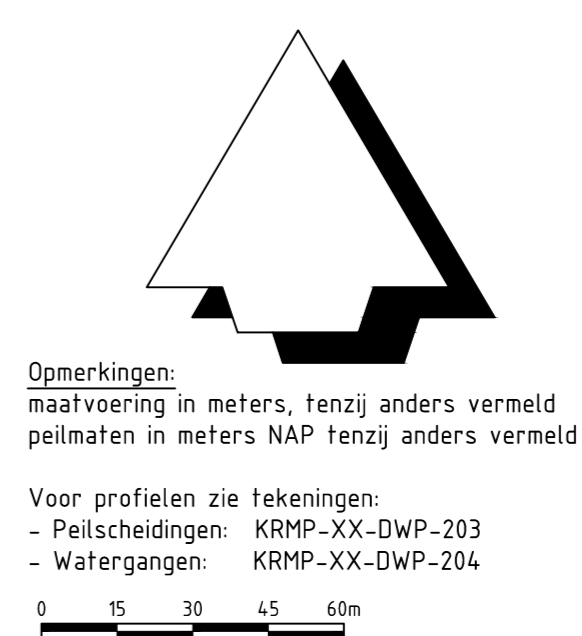 Opmerkingen:
maatvoering in meters, tenzij anders vermeld
peilmaten in meters NAP tenzij anders vermeld
Voor profielen zie tekeningen:
- Peilscheidingen: KRMP-XX-DWP-203
- Watergangen: KRMP-XX-DWP-204
0 15 30 45 60m